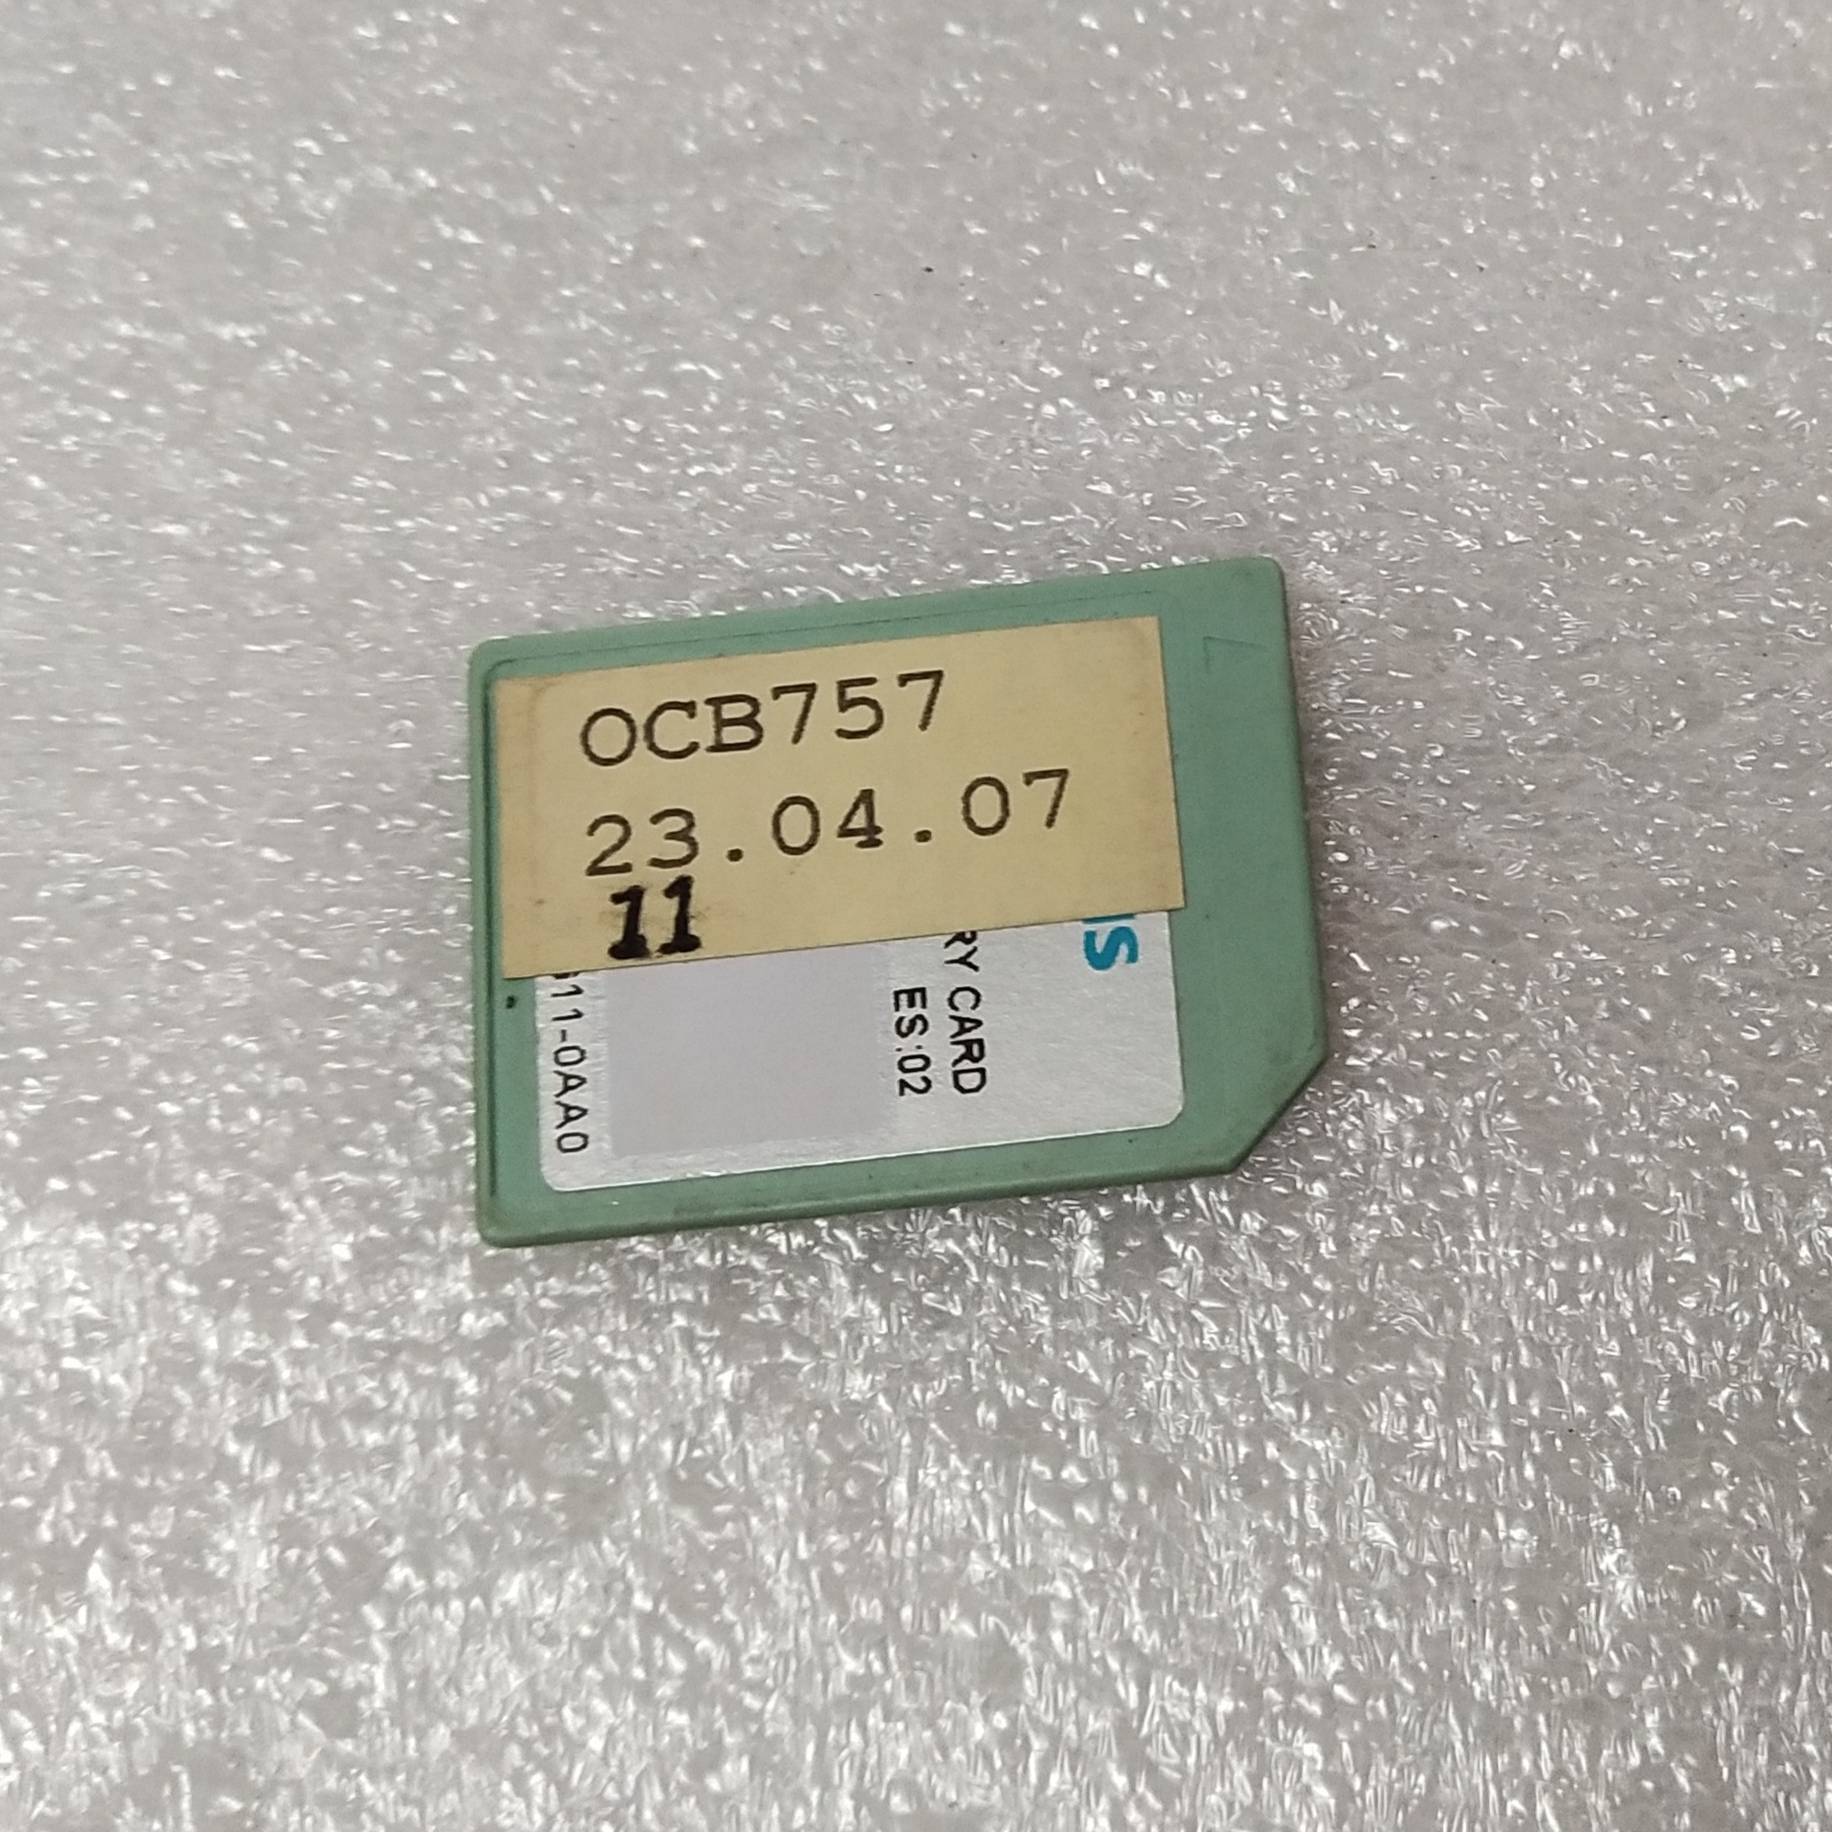 OCB757
23.04.07
11
RY CARD
ES:02
11-0AA0